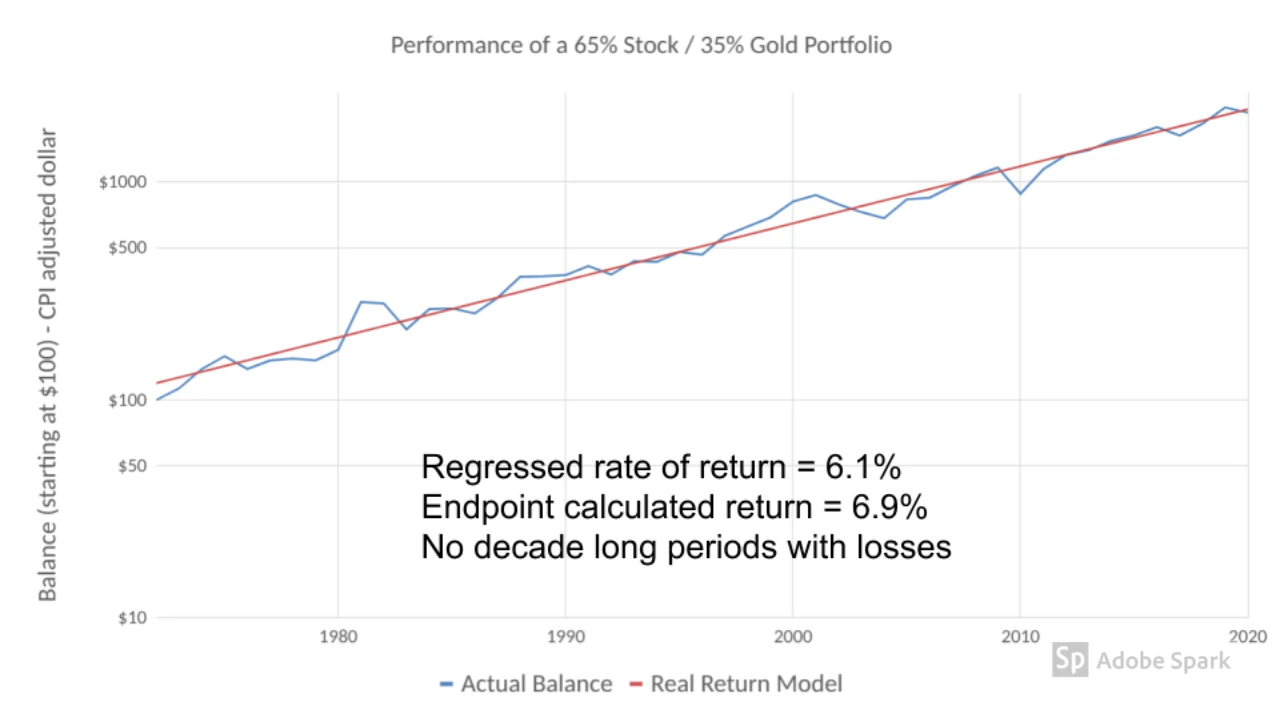 Performance of a 65% Stock / 35% Gold Portfolio
Balance (starting at $100) - CPI adjusted dollar
$1000
$500
$100
$50
$10
Regressed rate of return = 6.1%
Endpoint calculated return = 6.9%
No decade long periods with losses
1980 1990 2000 2010 2020
Sp Adobe Spark
Actual Balance Real Return Model